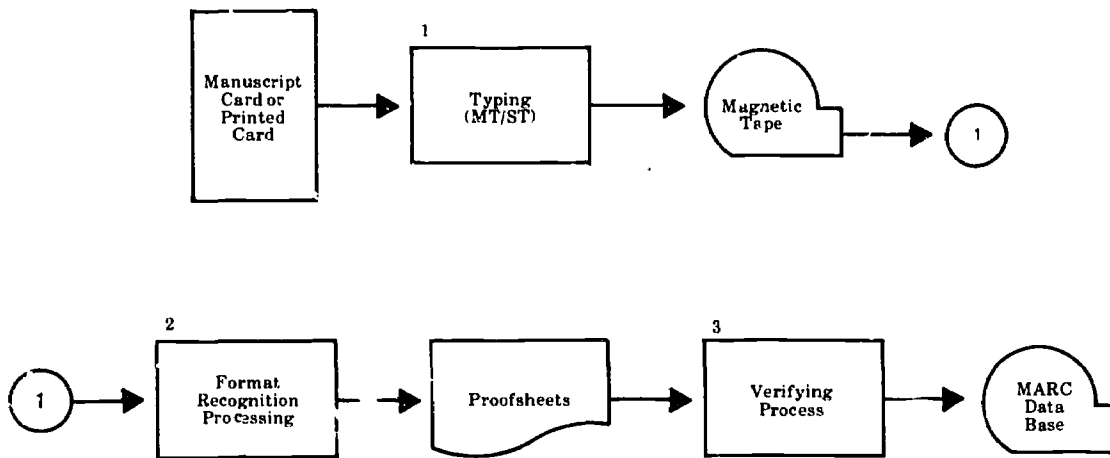 1
Manuscript
Card or
Printed
Card
Typing
(MT/ST)
Magnetic
Tape
1
1
2
Format
Recognition
Processing
Proofsheets
3
Verifying
Process
MARC
Data
Base